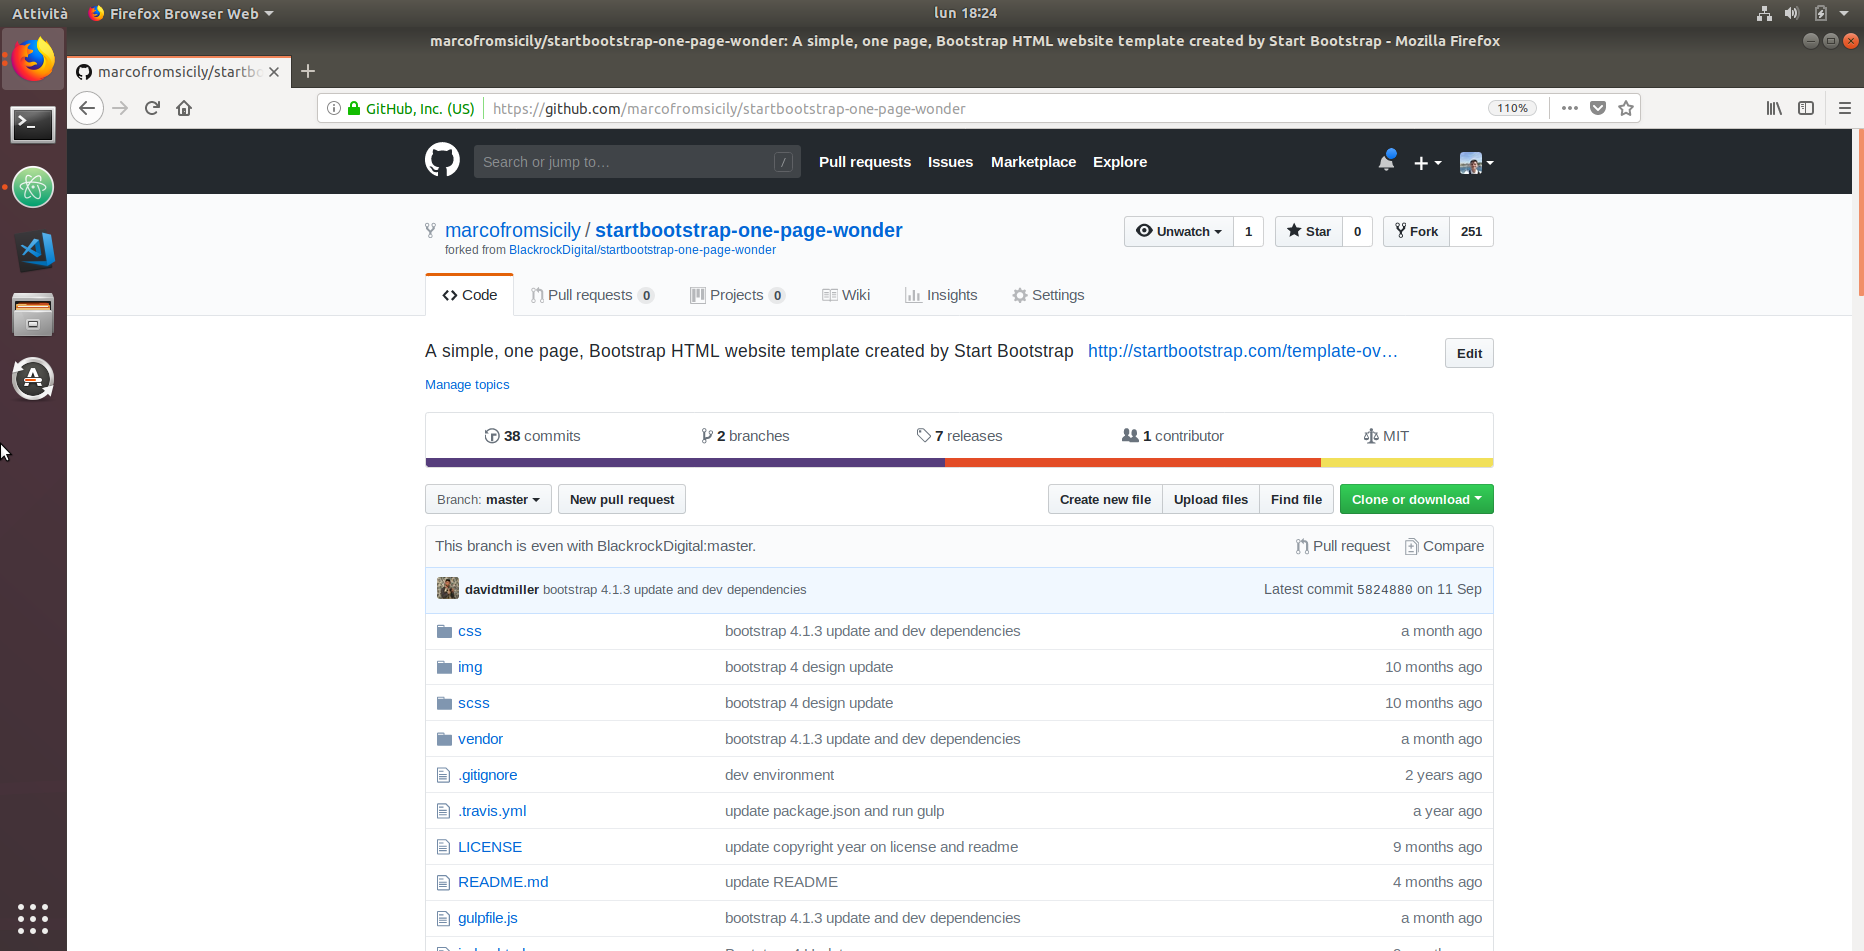 Attività Firefox Browser Web lun 18:24
marcofromsicily/startbootstrap-one-page-wonder: A simple, one page, Bootstrap HTML website template created by Start Bootstrap - Mozilla Firefox
marcofromsicily/startb
GitHub, Inc. (US) https://github.com/marcofromsicily/startbootstrap-one-page-wonder 110%
Search or jump to… / Pull requests Issues Marketplace Explore
marcofromsicily / startbootstrap-one-page-wonder Unwatch 1 Star 0 Fork 251
forked from BlackrockDigital/startbootstrap-one-page-wonder
Code Pull requests 0 Projects 0 Wiki Insights Settings
A simple, one page, Bootstrap HTML website template created by Start Bootstrap http://startbootstrap.com/template-ov… Edit
Manage topics
38 commits 2 branches 7 releases 1 contributor MIT
Branch: master New pull request Create new file Upload files Find file Clone or download
This branch is even with BlackrockDigital:master. Pull request Compare
davidtmiller bootstrap 4.1.3 update and dev dependencies Latest commit 5824880 on 11 Sep
css bootstrap 4.1.3 update and dev dependencies a month ago
img bootstrap 4 design update 10 months ago
scss bootstrap 4 design update 10 months ago
vendor bootstrap 4.1.3 update and dev dependencies a month ago
.gitignore dev environment 2 years ago
.travis.yml update package.json and run gulp a year ago
LICENSE update copyright year on license and readme 9 months ago
README.md update README 4 months ago
gulpfile.js bootstrap 4.1.3 update and dev dependencies a month ago